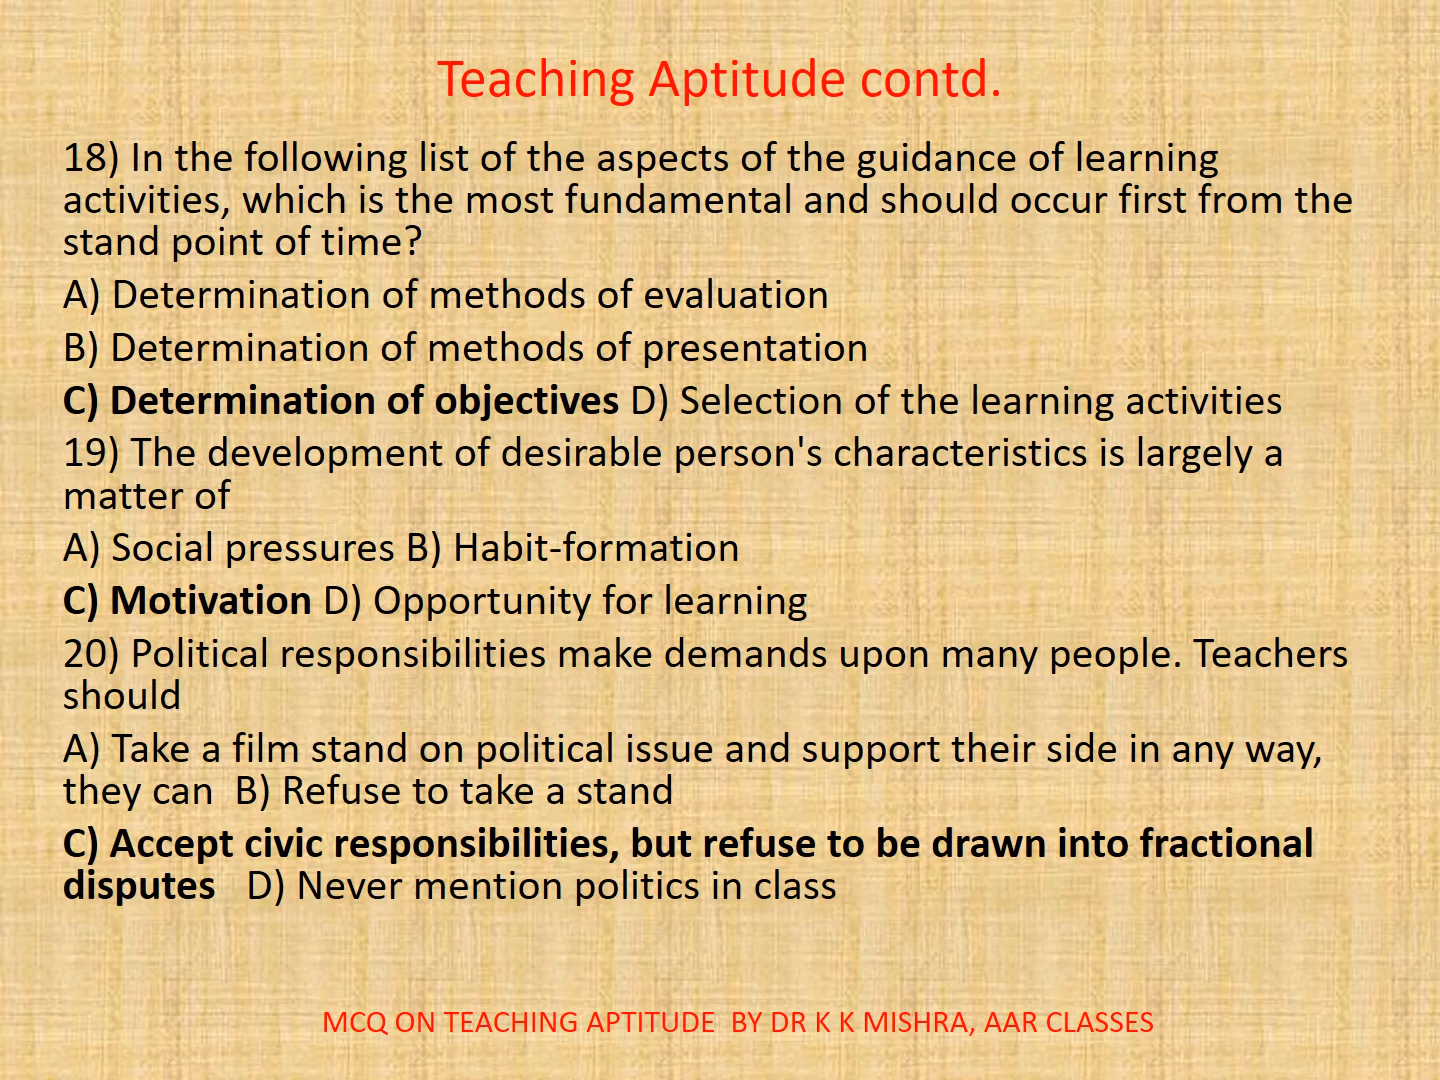 Teaching Aptitude contd.
18) In the following list of the aspects of the guidance of learning
activities, which is the most fundamental and should occur first from the
stand point of time?
A) Determination of methods of evaluation
B) Determination of methods of presentation
C) Determination of objectives D) Selection of the learning activities
19) The development of desirable person's characteristics is largely a
matter of
A) Social pressures B) Habit-formation
C) Motivation D) Opportunity for learning
20) Political responsibilities make demands upon many people. Teachers
should
A) Take a film stand on political issue and support their side in any way,
they can  B) Refuse to take a stand
C) Accept civic responsibilities, but refuse to be drawn into fractional
disputes   D) Never mention politics in class
MCQ ON TEACHING APTITUDE  BY DR K K MISHRA, AAR CLASSES